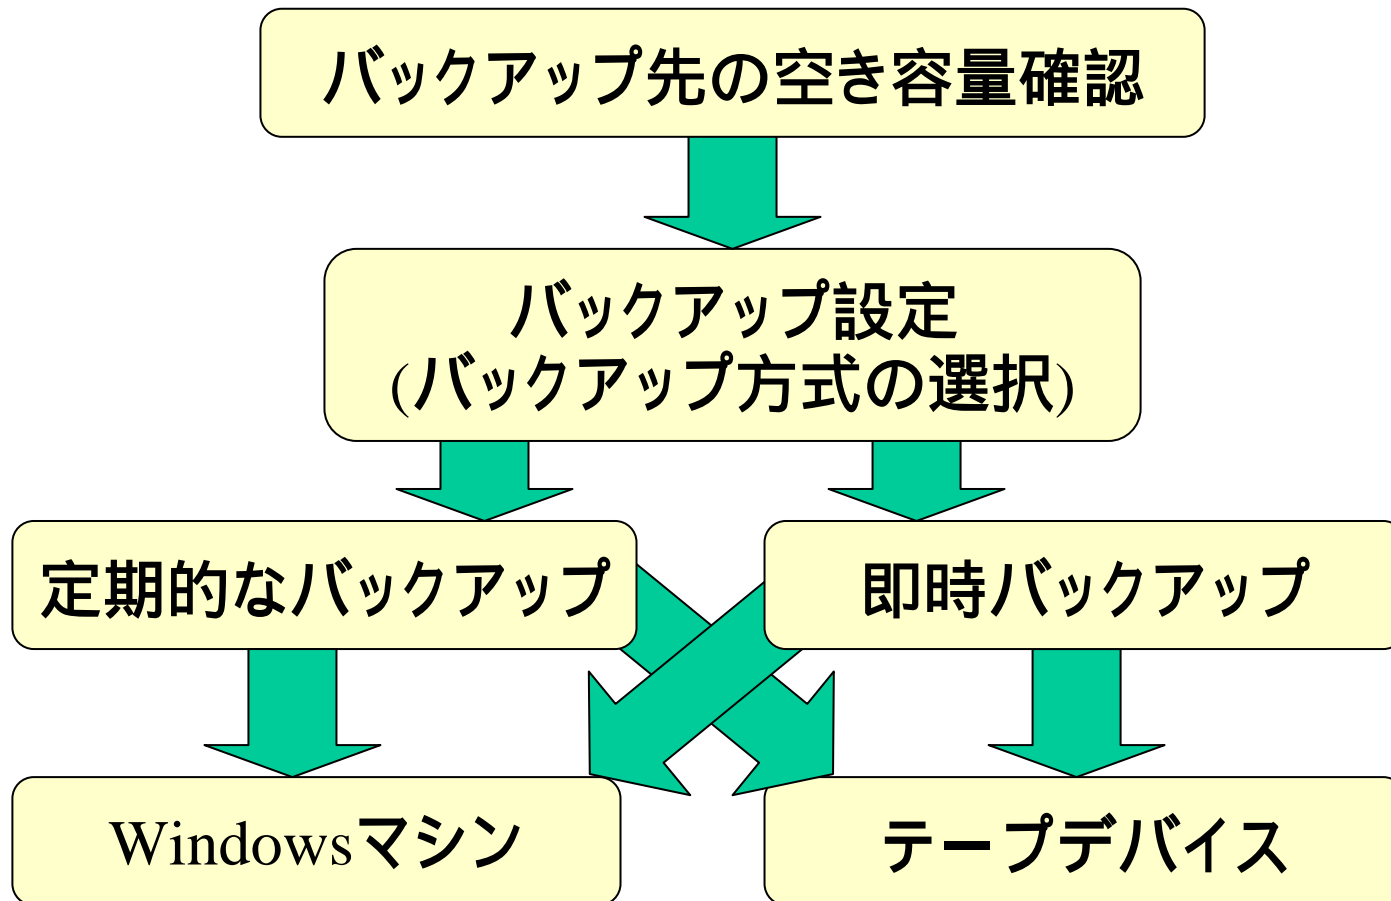 バックアップ先の空き容量確認
バックアップ設定
(バックアップ方式の選択)
定期的なバックアップ
即時バックアップ
Windowsマシン
テープデバイス